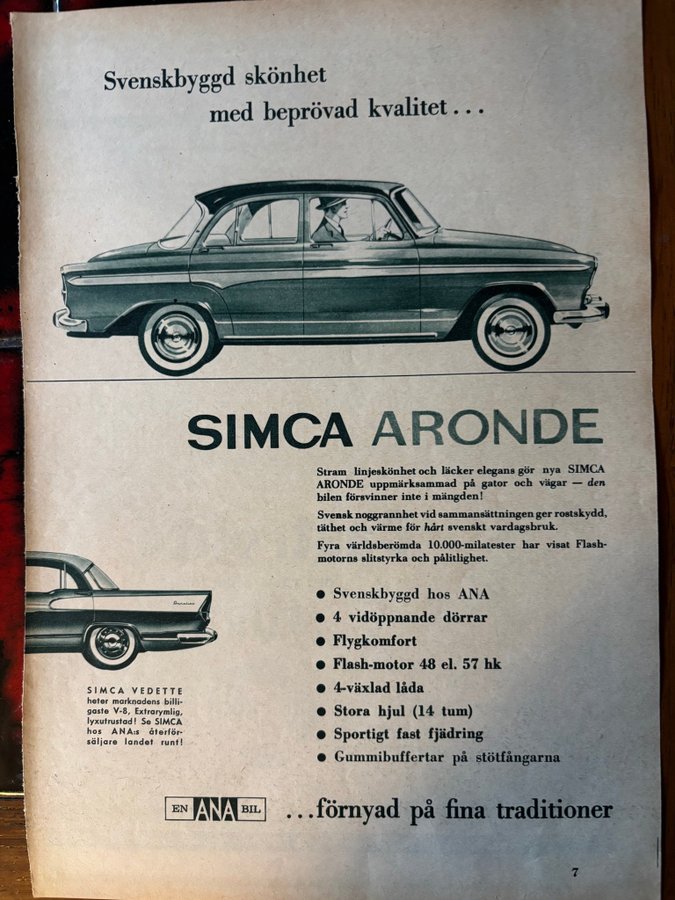 Svenskbyggd skönhet
med beprövad kvalitet...
SIMCA ARONDE
Stram linjeskönhet och läcker elegans gör nya SIMCA
ARONDE uppmärksammad på gator och vägar — den
bilen försvinner inte i mängden!
Svensk noggrannhet vid sammansättningen ger rostskydd,
täthet och värme för hårt svenskt vardagsbruk.
Fyra världsberömda 10.000-milatester har visat Flash-
motorns slitstyrka och pålitlighet.
● Svenskbyggd hos ANA
● 4 vidöppnande dörrar
● Flygkomfort
● Flash-motor 48 el. 57 hk
● 4-växlad låda
● Stora hjul (14 tum)
● Sportigt fast fjädring
● Gummibuffertar på stötfångarna
SIMCA VEDETTE
heter marknadens billi-
gaste V-8, Extrarymlig,
lyxutrustad! Se SIMCA
hos ANA:s återför-
säljare landet runt!
EN ANA BIL
...förnyad på fina traditioner
7